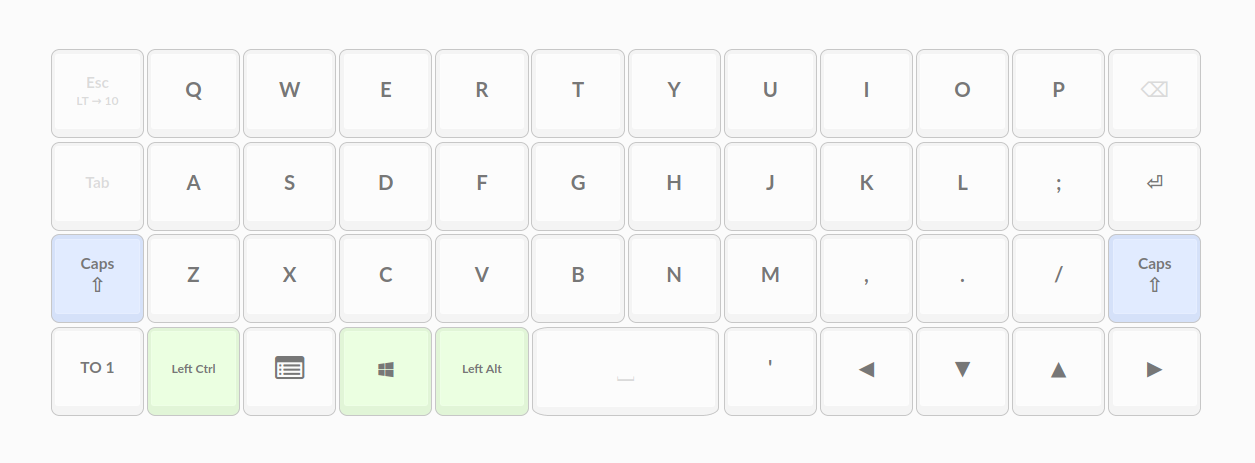 Esc
LT → 10
Q W E R T Y U I O P ⌫
Tab A S D F G H J K L ; ⏎
Caps
⇧
Z X C V B N M , . /
Caps
⇧
TO 1 Left Ctrl Left Alt ' ◀ ▼ ▲ ▶